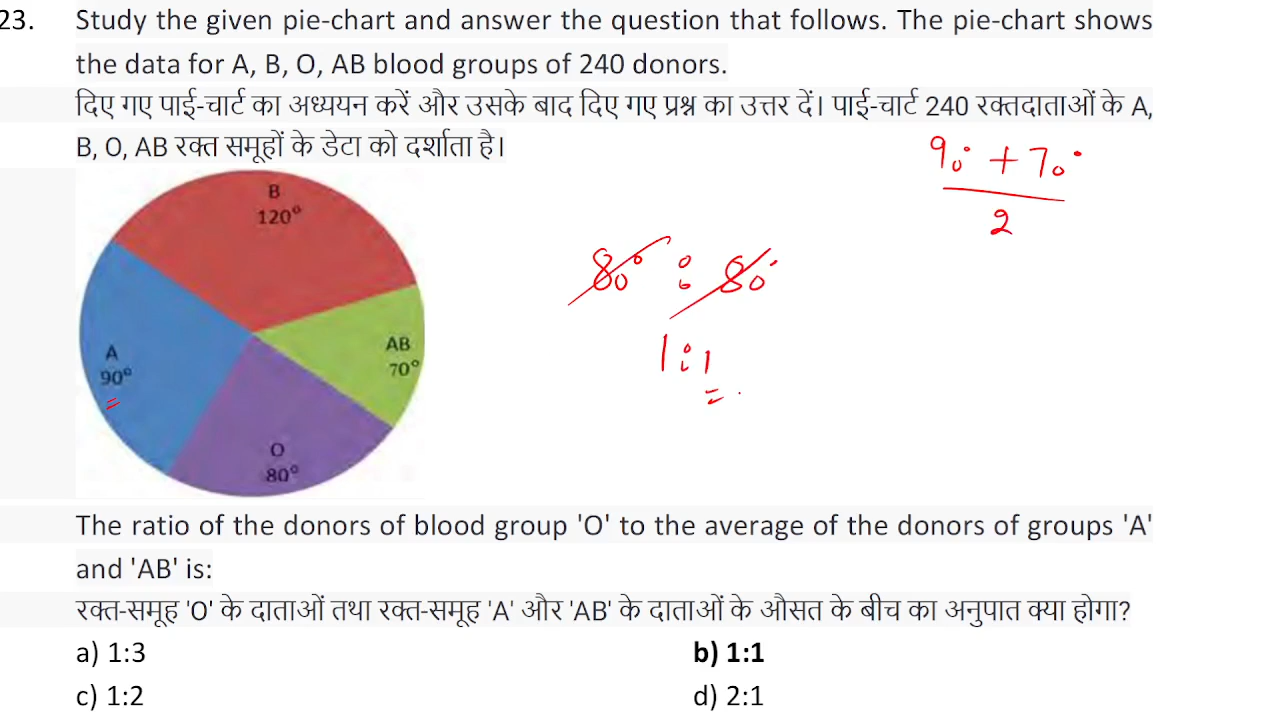 23. Study the given pie-chart and answer the question that follows. The pie-chart shows
the data for A, B, O, AB blood groups of 240 donors.
दिए गए पाई-चार्ट का अध्ययन करें और उसके बाद दिए गए प्रश्न का उत्तर दें। पाई-चार्ट 240 रक्तदाताओं के A,
B, O, AB रक्त समूहों के डेटा को दर्शाता है।
90° + 70°
2
B
120°
80° : 80°
1:1
AB
70°
A
90°
O
80°
The ratio of the donors of blood group 'O' to the average of the donors of groups 'A'
and 'AB' is:
रक्त-समूह 'O' के दाताओं तथा रक्त-समूह 'A' और 'AB' के दाताओं के औसत के बीच का अनुपात क्या होगा?
a) 1:3 b) 1:1
c) 1:2 d) 2:1